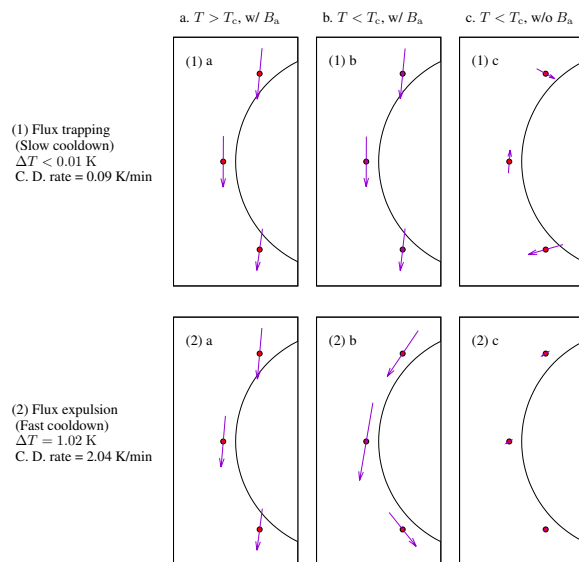 a. T > Tc, w/ Ba
b. T < Tc, w/ Ba
c. T < Tc, w/o Ba
(1) a
(1) b
(1) c
(1) Flux trapping
(Slow cooldown)
ΔT < 0.01 K
C. D. rate = 0.09 K/min
(2) a
(2) b
(2) c
(2) Flux expulsion
(Fast cooldown)
ΔT = 1.02 K
C. D. rate = 2.04 K/min